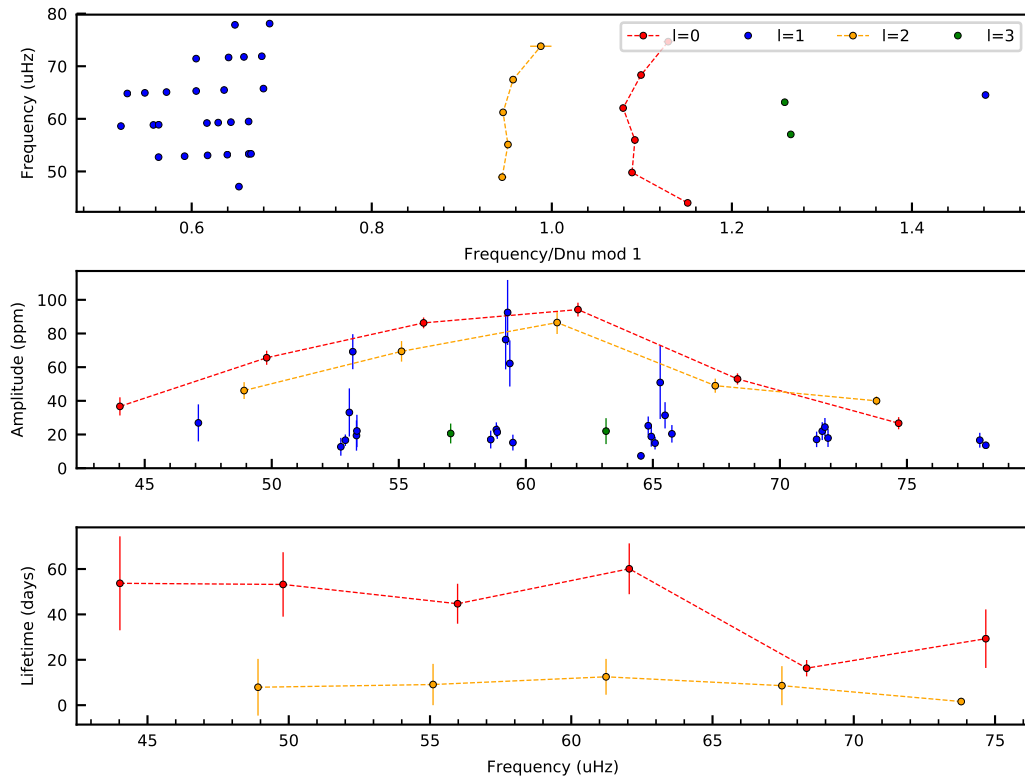 80
70
60
50
Frequency (uHz)
l=0 l=1 l=2 l=3
0.6 0.8 1.0 1.2 1.4
Frequency/Dnu mod 1
100
80
60
40
20
0
Amplitude (ppm)
45 50 55 60 65 70 75
60
40
20
0
Lifetime (days)
45 50 55 60 65 70 75
Frequency (uHz)